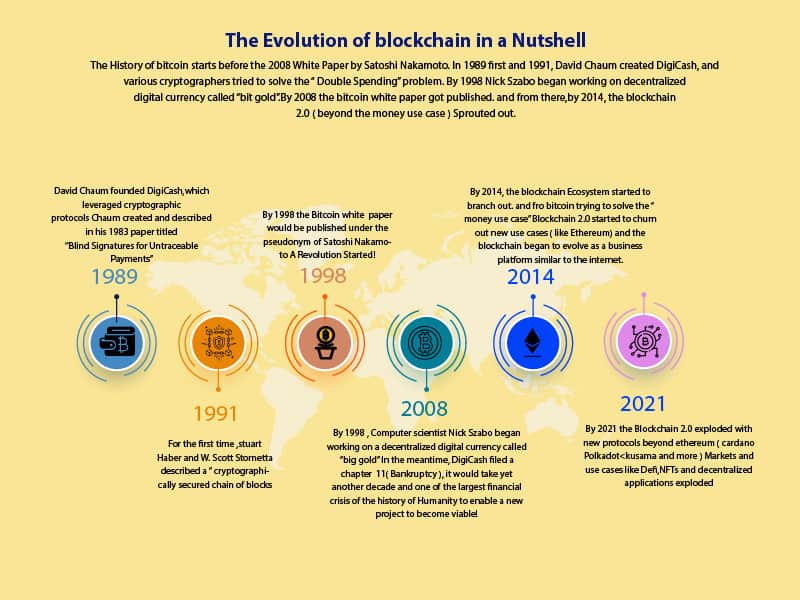 The Evolution of blockchain in a Nutshell
The History of bitcoin starts before the 2008 White Paper by Satoshi Nakamoto. In 1989 first and 1991, David Chaum created DigiCash, and
various cryptographers tried to solve the “ Double Spending” problem. By 1998 Nick Szabo began working on decentralized
digital currency called “bit gold”.By 2008 the bitcoin white paper got published. and from there,by 2014, the blockchain
2.0 ( beyond the money use case ) Sprouted out.
David Chaum founded DigiCash,which
leveraged cryptographic
protocols Chaum created and described
in his 1983 paper titled
“Blind Signatures for Untraceable
Payments”
1989
1991
For the first time ,stuart
Haber and W. Scott Stornetta
described a “ cryptographi-
cally secured chain of blocks
By 1998 the Bitcoin white paper
would be published under the
pseudonym of Satoshi Nakamo-
to A Revolution Started!
1998
2008
By 1998 , Computer scientist Nick Szabo began
working on a decentralized digital currency called
“big gold” In the meantime, DigiCash filed a
chapter 11( Bankruptcy ), it would take yet
another decade and one of the largest financial
crisis of the history of Humanity to enable a new
project to become viable!
By 2014, the blockchain Ecosystem started to
branch out. and fro bitcoin trying to solve the “
money use case” Blockchain 2.0 started to churn
out new use cases ( like Ethereum) and the
blockchain began to evolve as a business
platform similar to the internet.
2014
2021
By 2021 the Blockchain 2.0 exploded with
new protocols beyond ethereum ( cardano
Polkadot<kusama and more ) Markets and
use cases like Defi,NFTs and decentralized
applications exploded